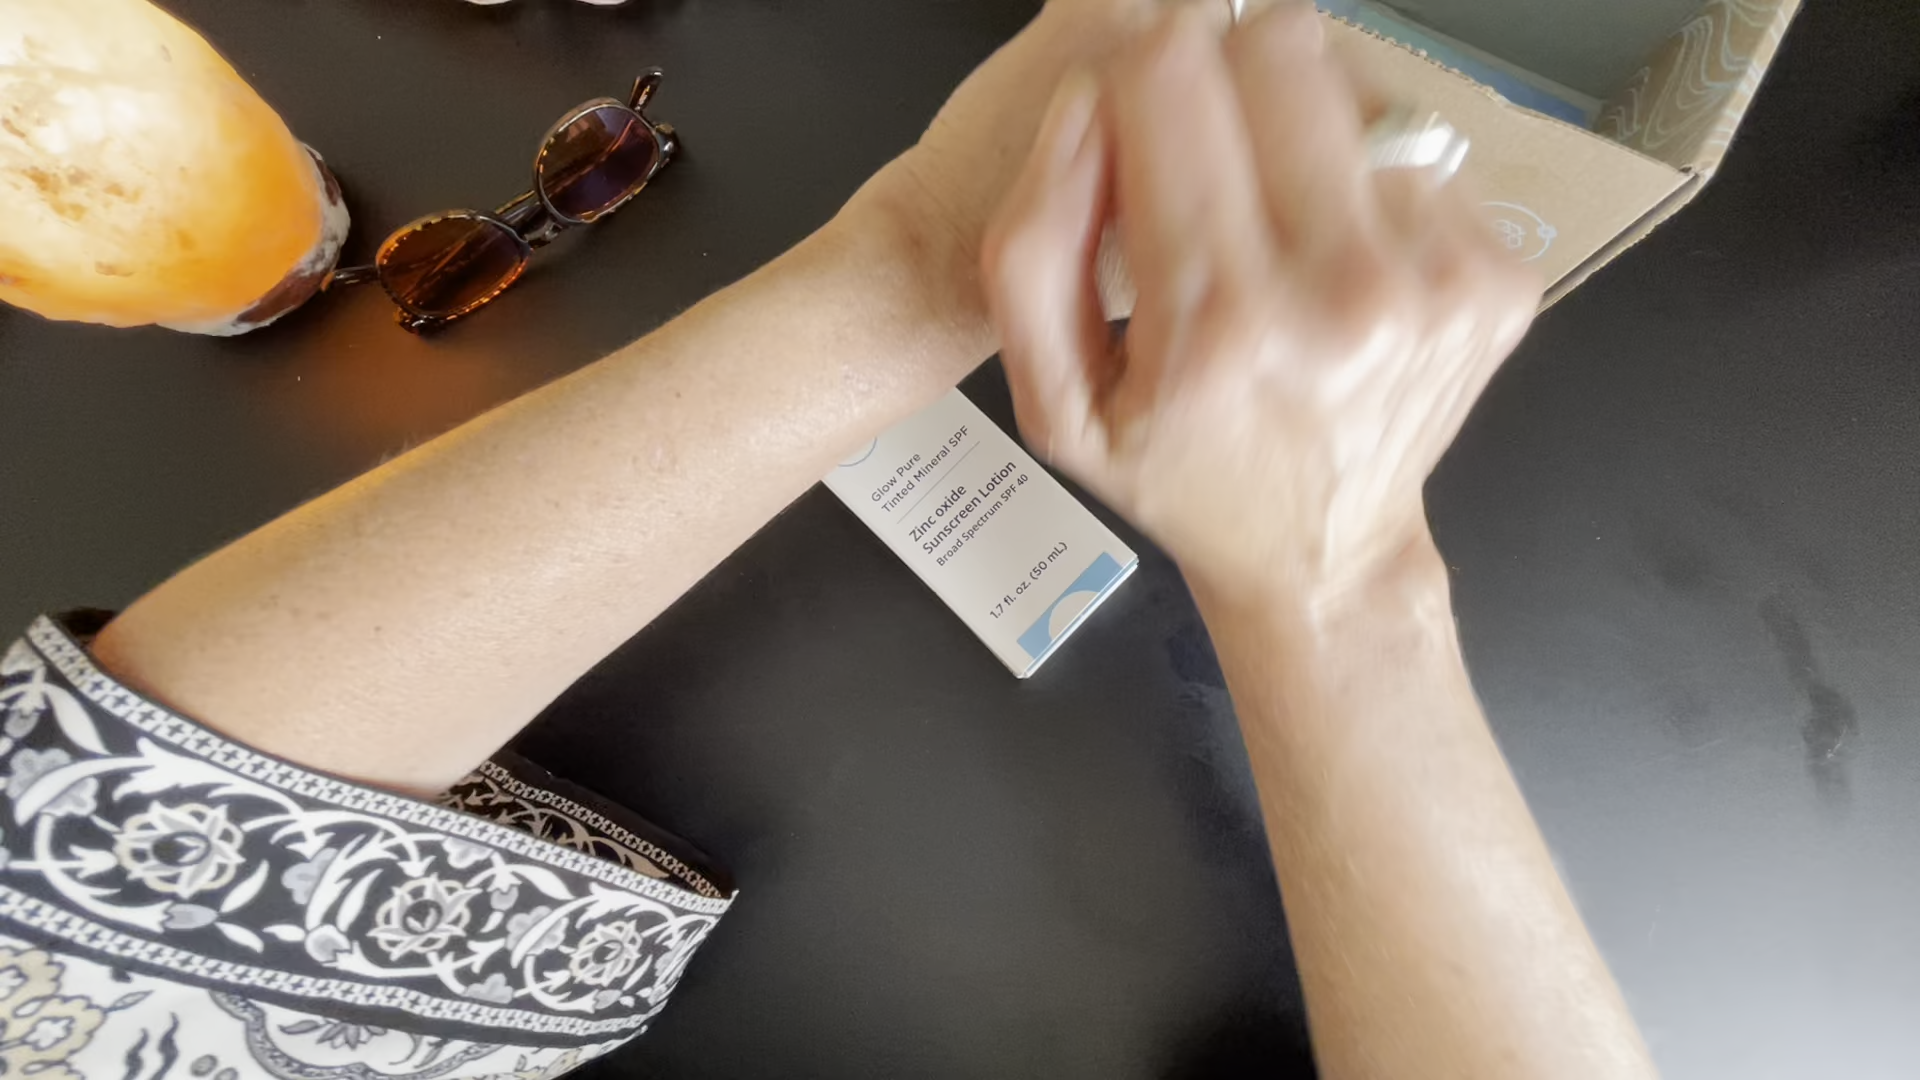 Glow Pure
Tinted Mineral SPF
Zinc oxide
Sunscreen Lotion
Broad Spectrum SPF 40
1.7 fl. oz. (50 mL)